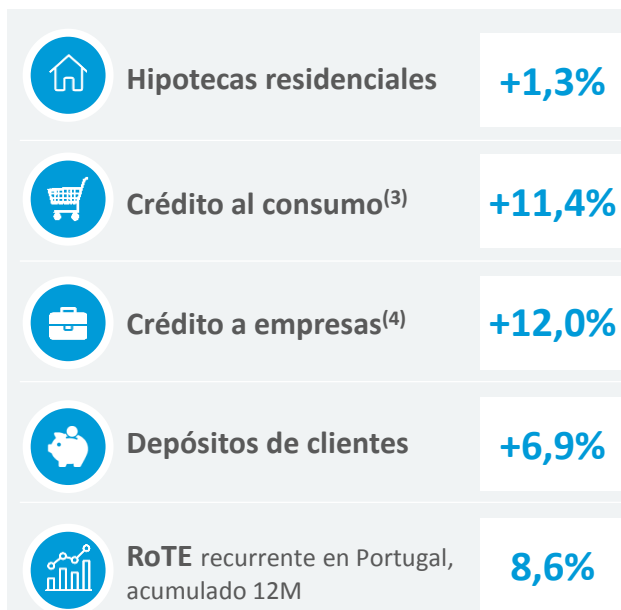 Hipotecas residenciales +1,3%
Crédito al consumo(3) +11,4%
Crédito a empresas(4) +12,0%
Depósitos de clientes +6,9%
RoTE recurrente en Portugal,
acumulado 12M 8,6%